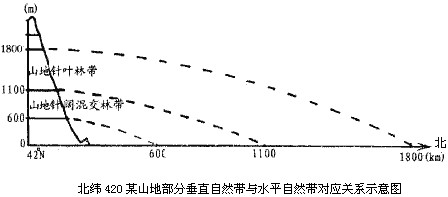 (m)
1800
山地针叶林带
1100
山地针阔混交林带
600
0
42°N
600
1100
1800(km)
北
北纬420某山地部分垂直自然带与水平自然带对应关系示意图